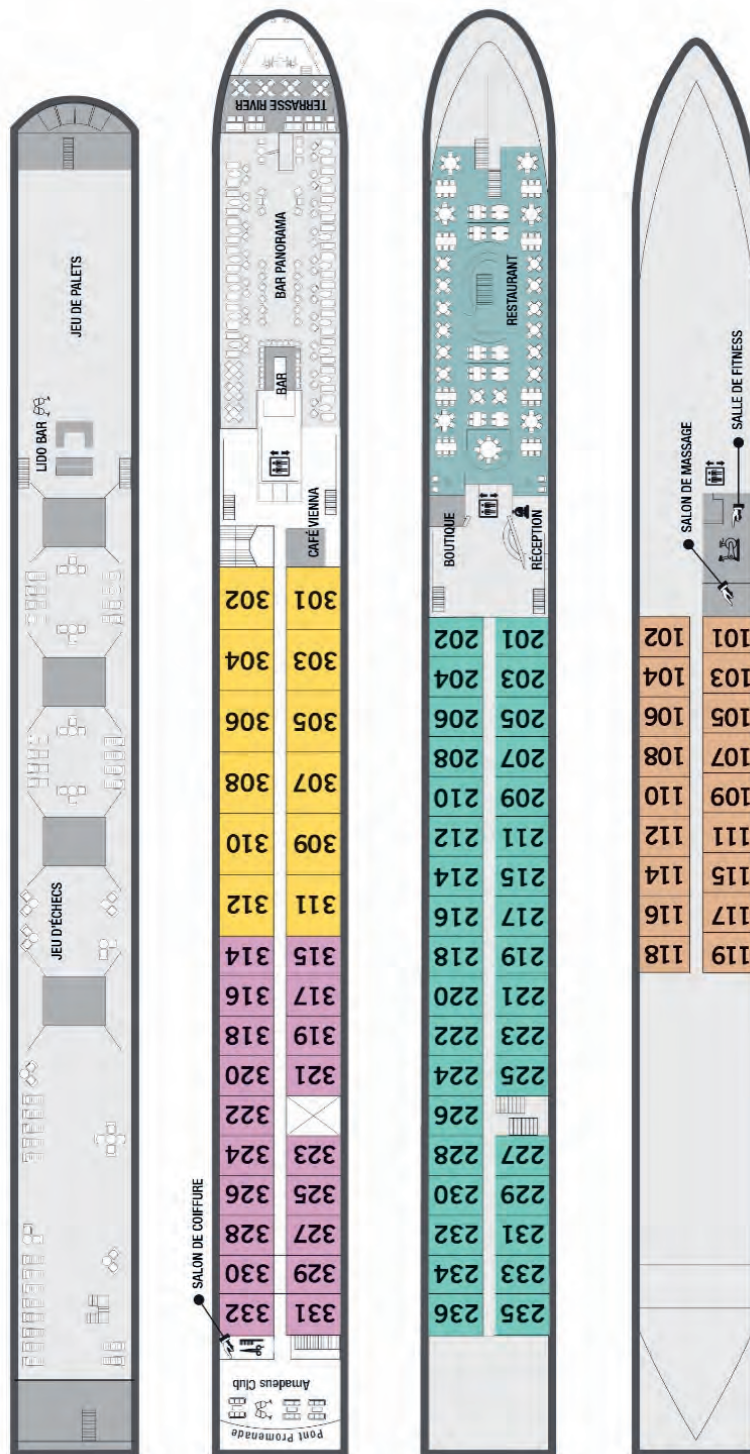 JEU DE PALETS
LIDO BAR
JEU D'ÉCHECS
TERRASSE RIVER
BAR PANORAMA
BAR
CAFÉ VIENNA
302 301
304 303
306 305
308 307
310 309
312 311
314 315
316 317
318 319
320 321
322
324 323
326 325
328 327
330 329
332 331
SALON DE COIFFURE
Amadeus Club
Pont Promenade
RESTAURANT
BOUTIQUE
RÉCEPTION
202 201
204 203
206 205
208 207
210 209
212 211
214 215
216 217
218 219
220 221
222 223
224 225
226
228 227
230 229
232 231
234 233
236 235
SALON DE MASSAGE
SALLE DE FITNESS
102 101
104 103
106 105
108 107
110 109
112 111
114 115
116 117
118 119